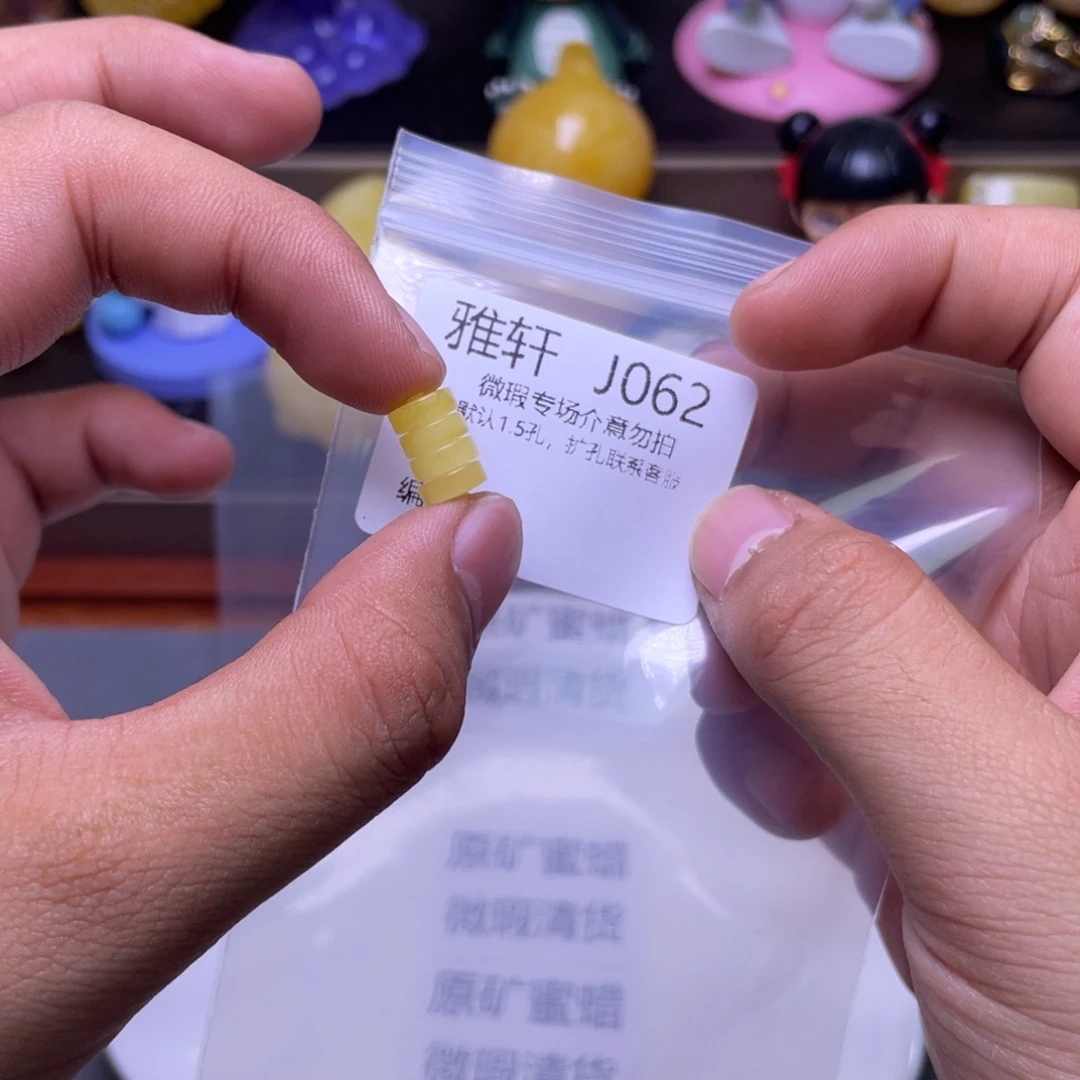 雅轩 J062
微瑕专场介意勿拍
默认1.5孔，扩孔联系客服
编
原矿蜜蜡
微瑕清货
原矿蜜蜡
微瑕清货
原矿蜜蜡
微瑕清货